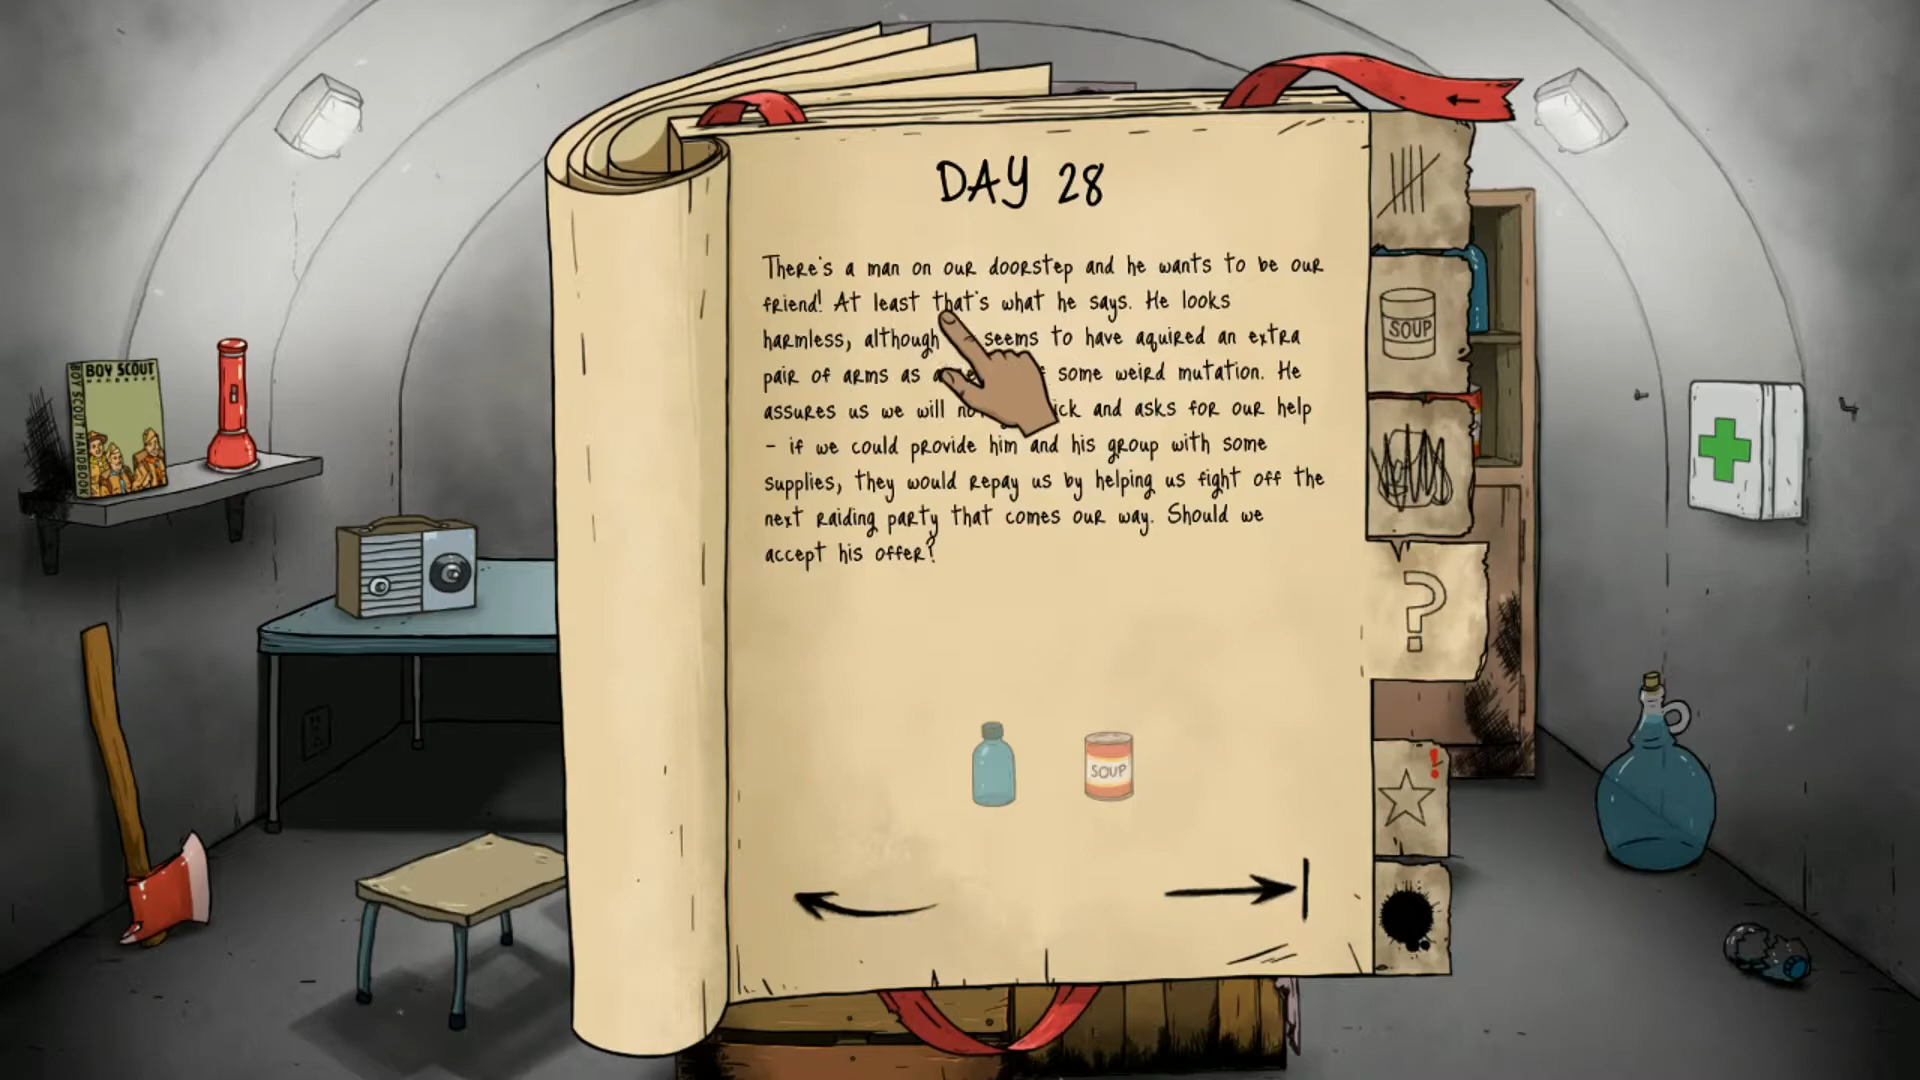 DAY 28
There's a man on our doorstep and he wants to be our
friend! At least that's what he says. He looks
harmless, although seems to have aquired an extra
pair of arms as some weird mutation. He
assures us we will and asks for our help
- if we could provide him and his group with some
supplies, they would repay us by helping us fight off the
next raiding party that comes our way. Should we
accept his offer?
SOUP
SOUP
?
!
BOY SCOUT
BOY SCOUT HANDBOOK